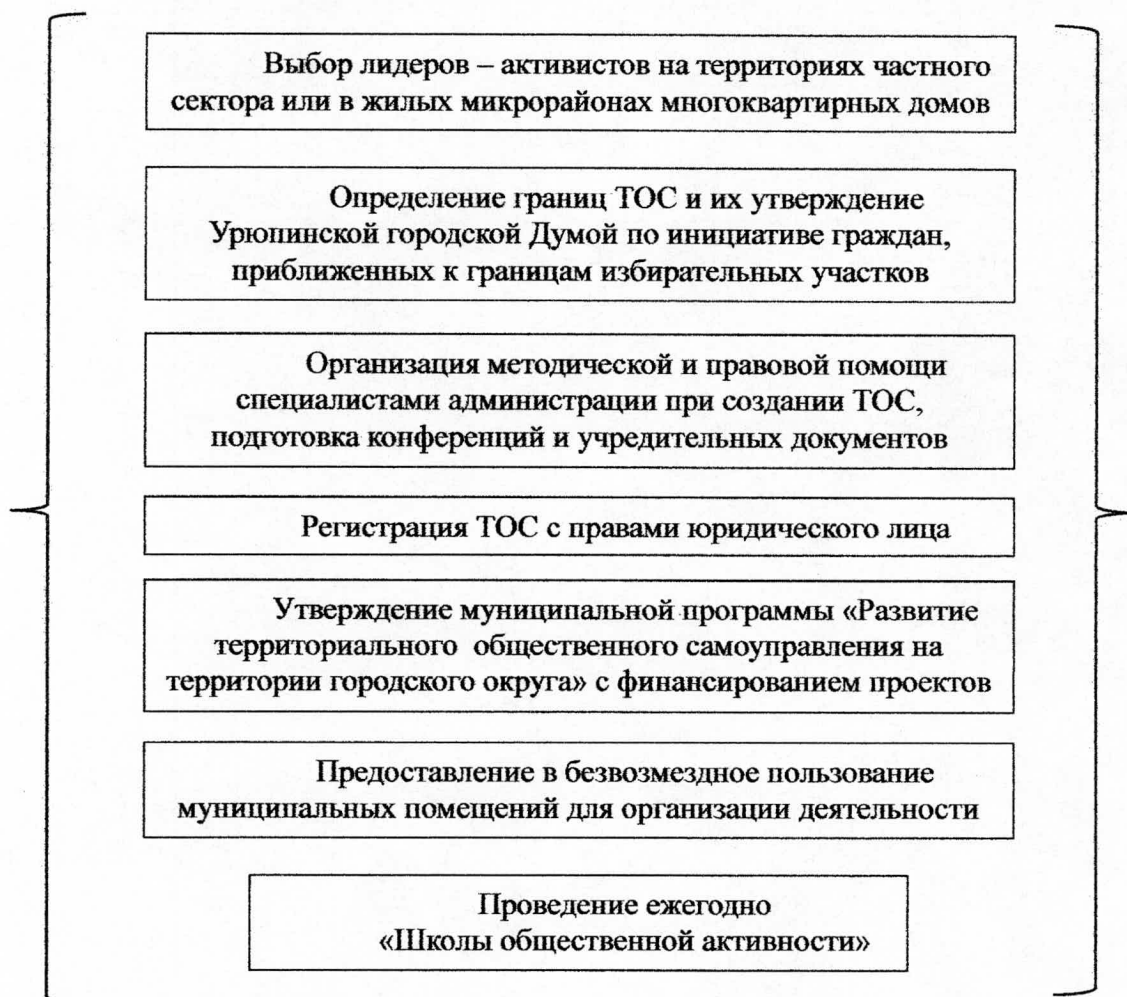 Выбор лидеров – активистов на территориях частного
сектора или в жилых микрорайонах многоквартирных домов
Определение границ ТОС и их утверждение
Урюпинской городской Думой по инициативе граждан,
приближенных к границам избирательных участков
Организация методической и правовой помощи
специалистами администрации при создании ТОС,
подготовка конференций и учредительных документов
Регистрация ТОС с правами юридического лица
Утверждение муниципальной программы «Развитие
территориального общественного самоуправления на
территории городского округа» с финансированием проектов
Предоставление в безвозмездное пользование
муниципальных помещений для организации деятельности
Проведение ежегодно
«Школы общественной активности»